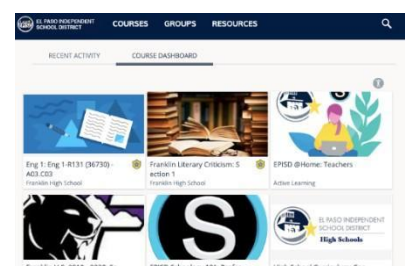 EL PASO INDEPENDENT
SCHOOL DISTRICT
COURSES
GROUPS
RESOURCES
RECENT ACTIVITY
COURSE DASHBOARD
Eng 1: Eng 1-R131 (36730) -
A03.C03
Franklin High School
Franklin Literary Criticism: S
ection 1
Franklin High School
EPISD @Home: Teachers
Active Learning
S
EL PASO INDEPENDENT
SCHOOL DISTRICT
High Schools